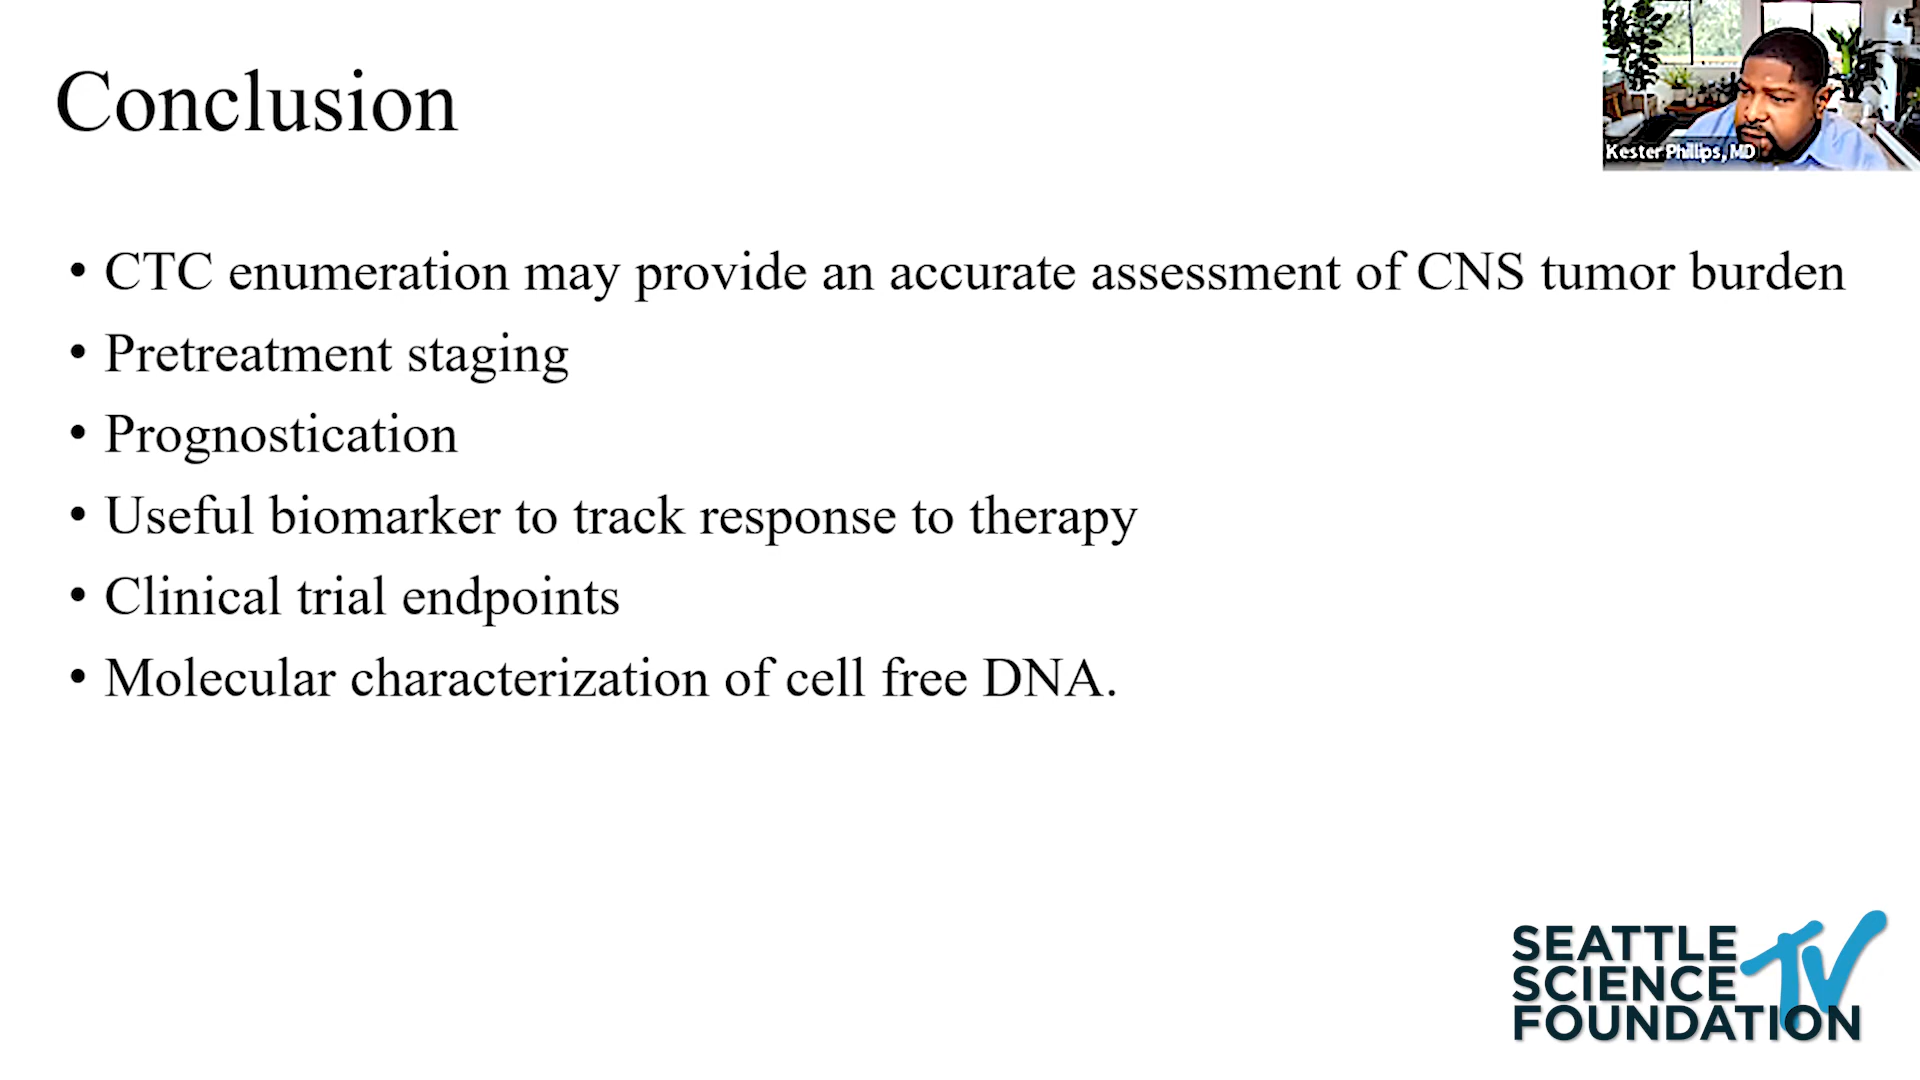 Conclusion
Kester Phillips, MD
• CTC enumeration may provide an accurate assessment of CNS tumor burden
• Pretreatment staging
• Prognostication
• Useful biomarker to track response to therapy
• Clinical trial endpoints
• Molecular characterization of cell free DNA.
SEATTLE
SCIENCE
FOUNDATION
TV